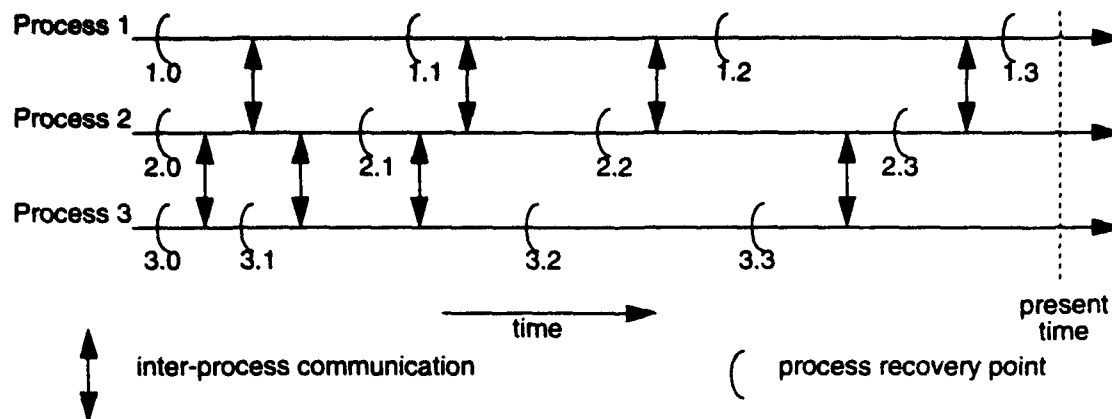 Process 1
1.0
1.1
1.2
1.3
Process 2
2.0
2.1
2.2
2.3
Process 3
3.0
3.1
3.2
3.3
time
present
time
inter-process communication
process recovery point